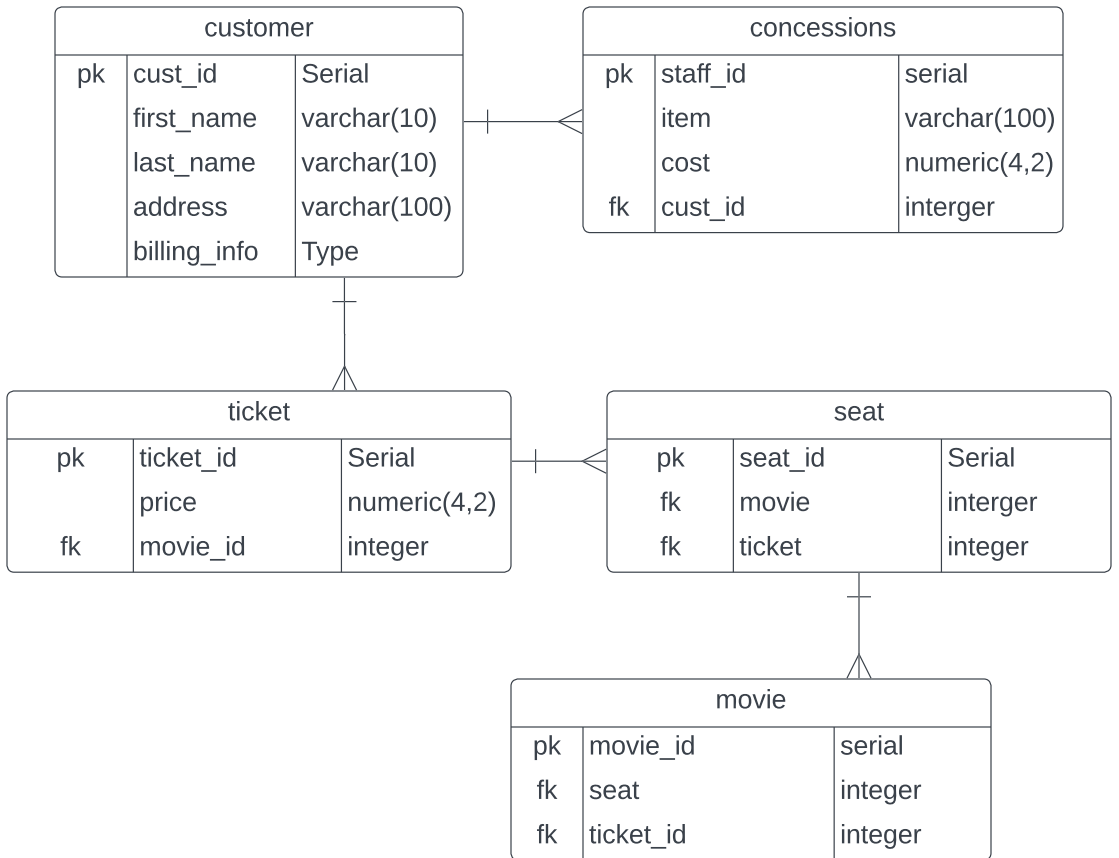 customer
pk cust_id Serial
first_name varchar(10)
last_name varchar(10)
address varchar(100)
billing_info Type
concessions
pk staff_id serial
item varchar(100)
cost numeric(4,2)
fk cust_id interger
ticket
pk ticket_id Serial
price numeric(4,2)
fk movie_id integer
seat
pk seat_id Serial
fk movie interger
fk ticket integer
movie
pk movie_id serial
fk seat integer
fk ticket_id integer